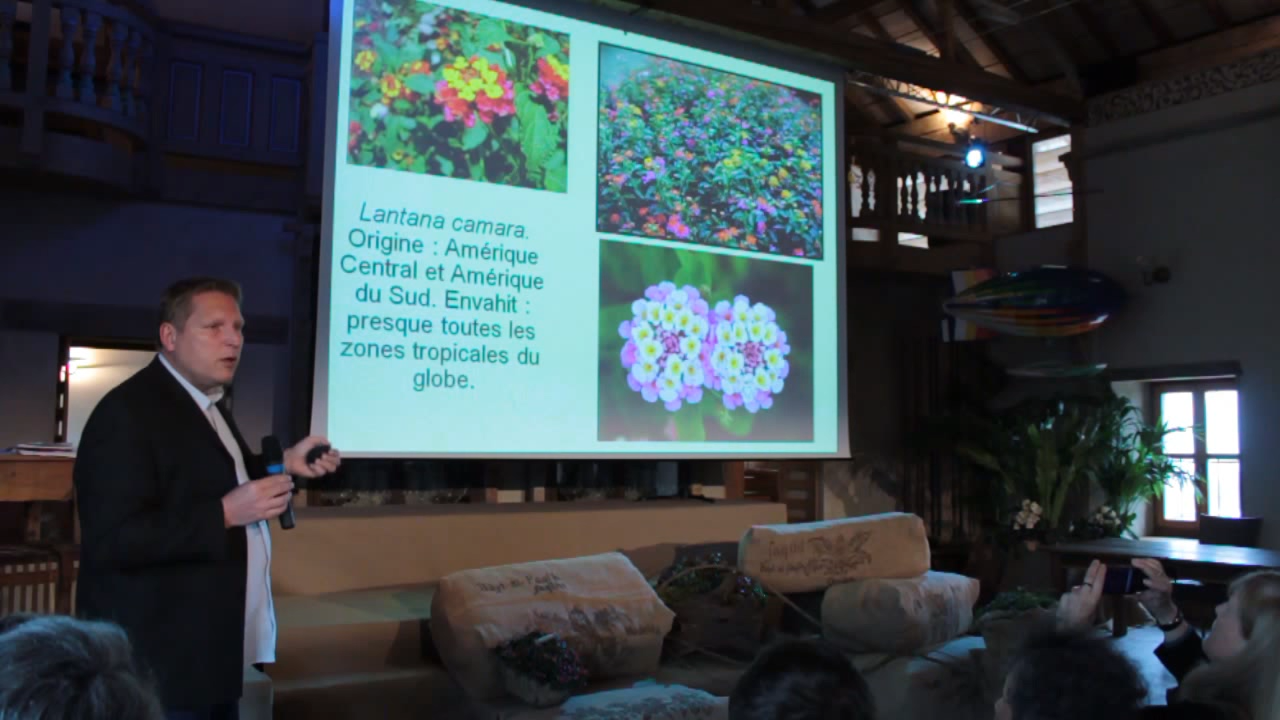 Lantana camara.
Origine : Amérique
Central et Amérique
du Sud. Envahit :
presque toutes les
zones tropicales du
globe.